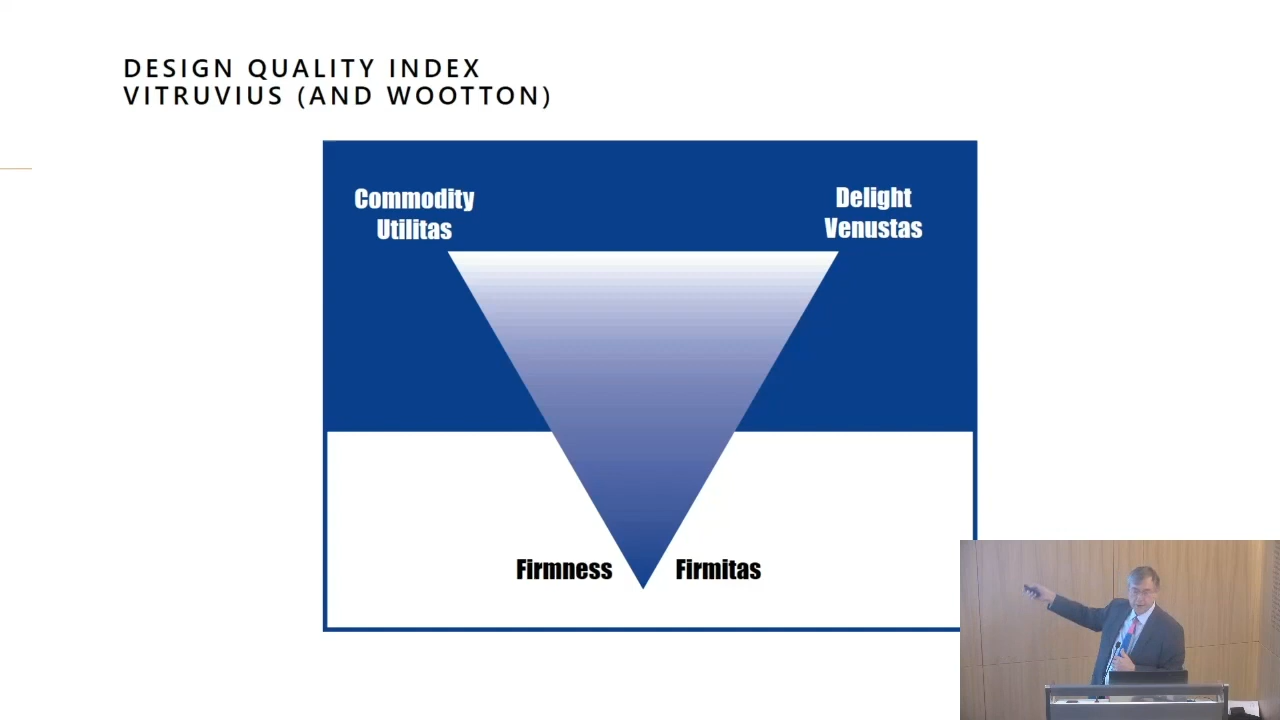 DESIGN QUALITY INDEX
VITRUVIUS (AND WOOTTON)
Commodity
Utilitas
Delight
Venustas
Firmness
Firmitas